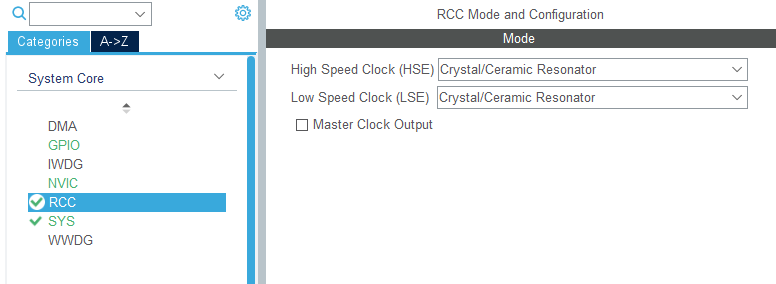 Categories A->Z
System Core
DMA
GPIO
IWDG
NVIC
RCC
SYS
WWDG
RCC Mode and Configuration
Mode
High Speed Clock (HSE) Crystal/Ceramic Resonator
Low Speed Clock (LSE) Crystal/Ceramic Resonator
Master Clock Output